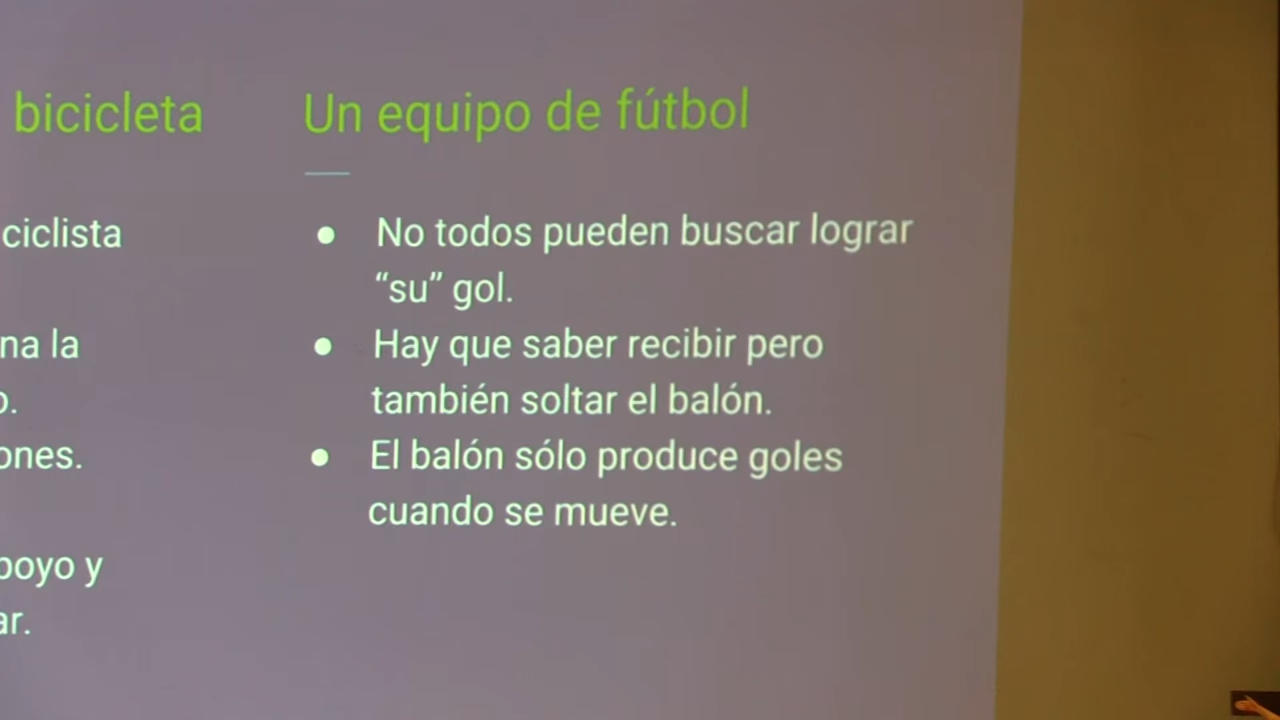 bicicleta
ciclista
na la
o.
ones.
poyo y
ar.
Un equipo de fútbol
● No todos pueden buscar lograr
“su” gol.
● Hay que saber recibir pero
también soltar el balón.
● El balón sólo produce goles
cuando se mueve.